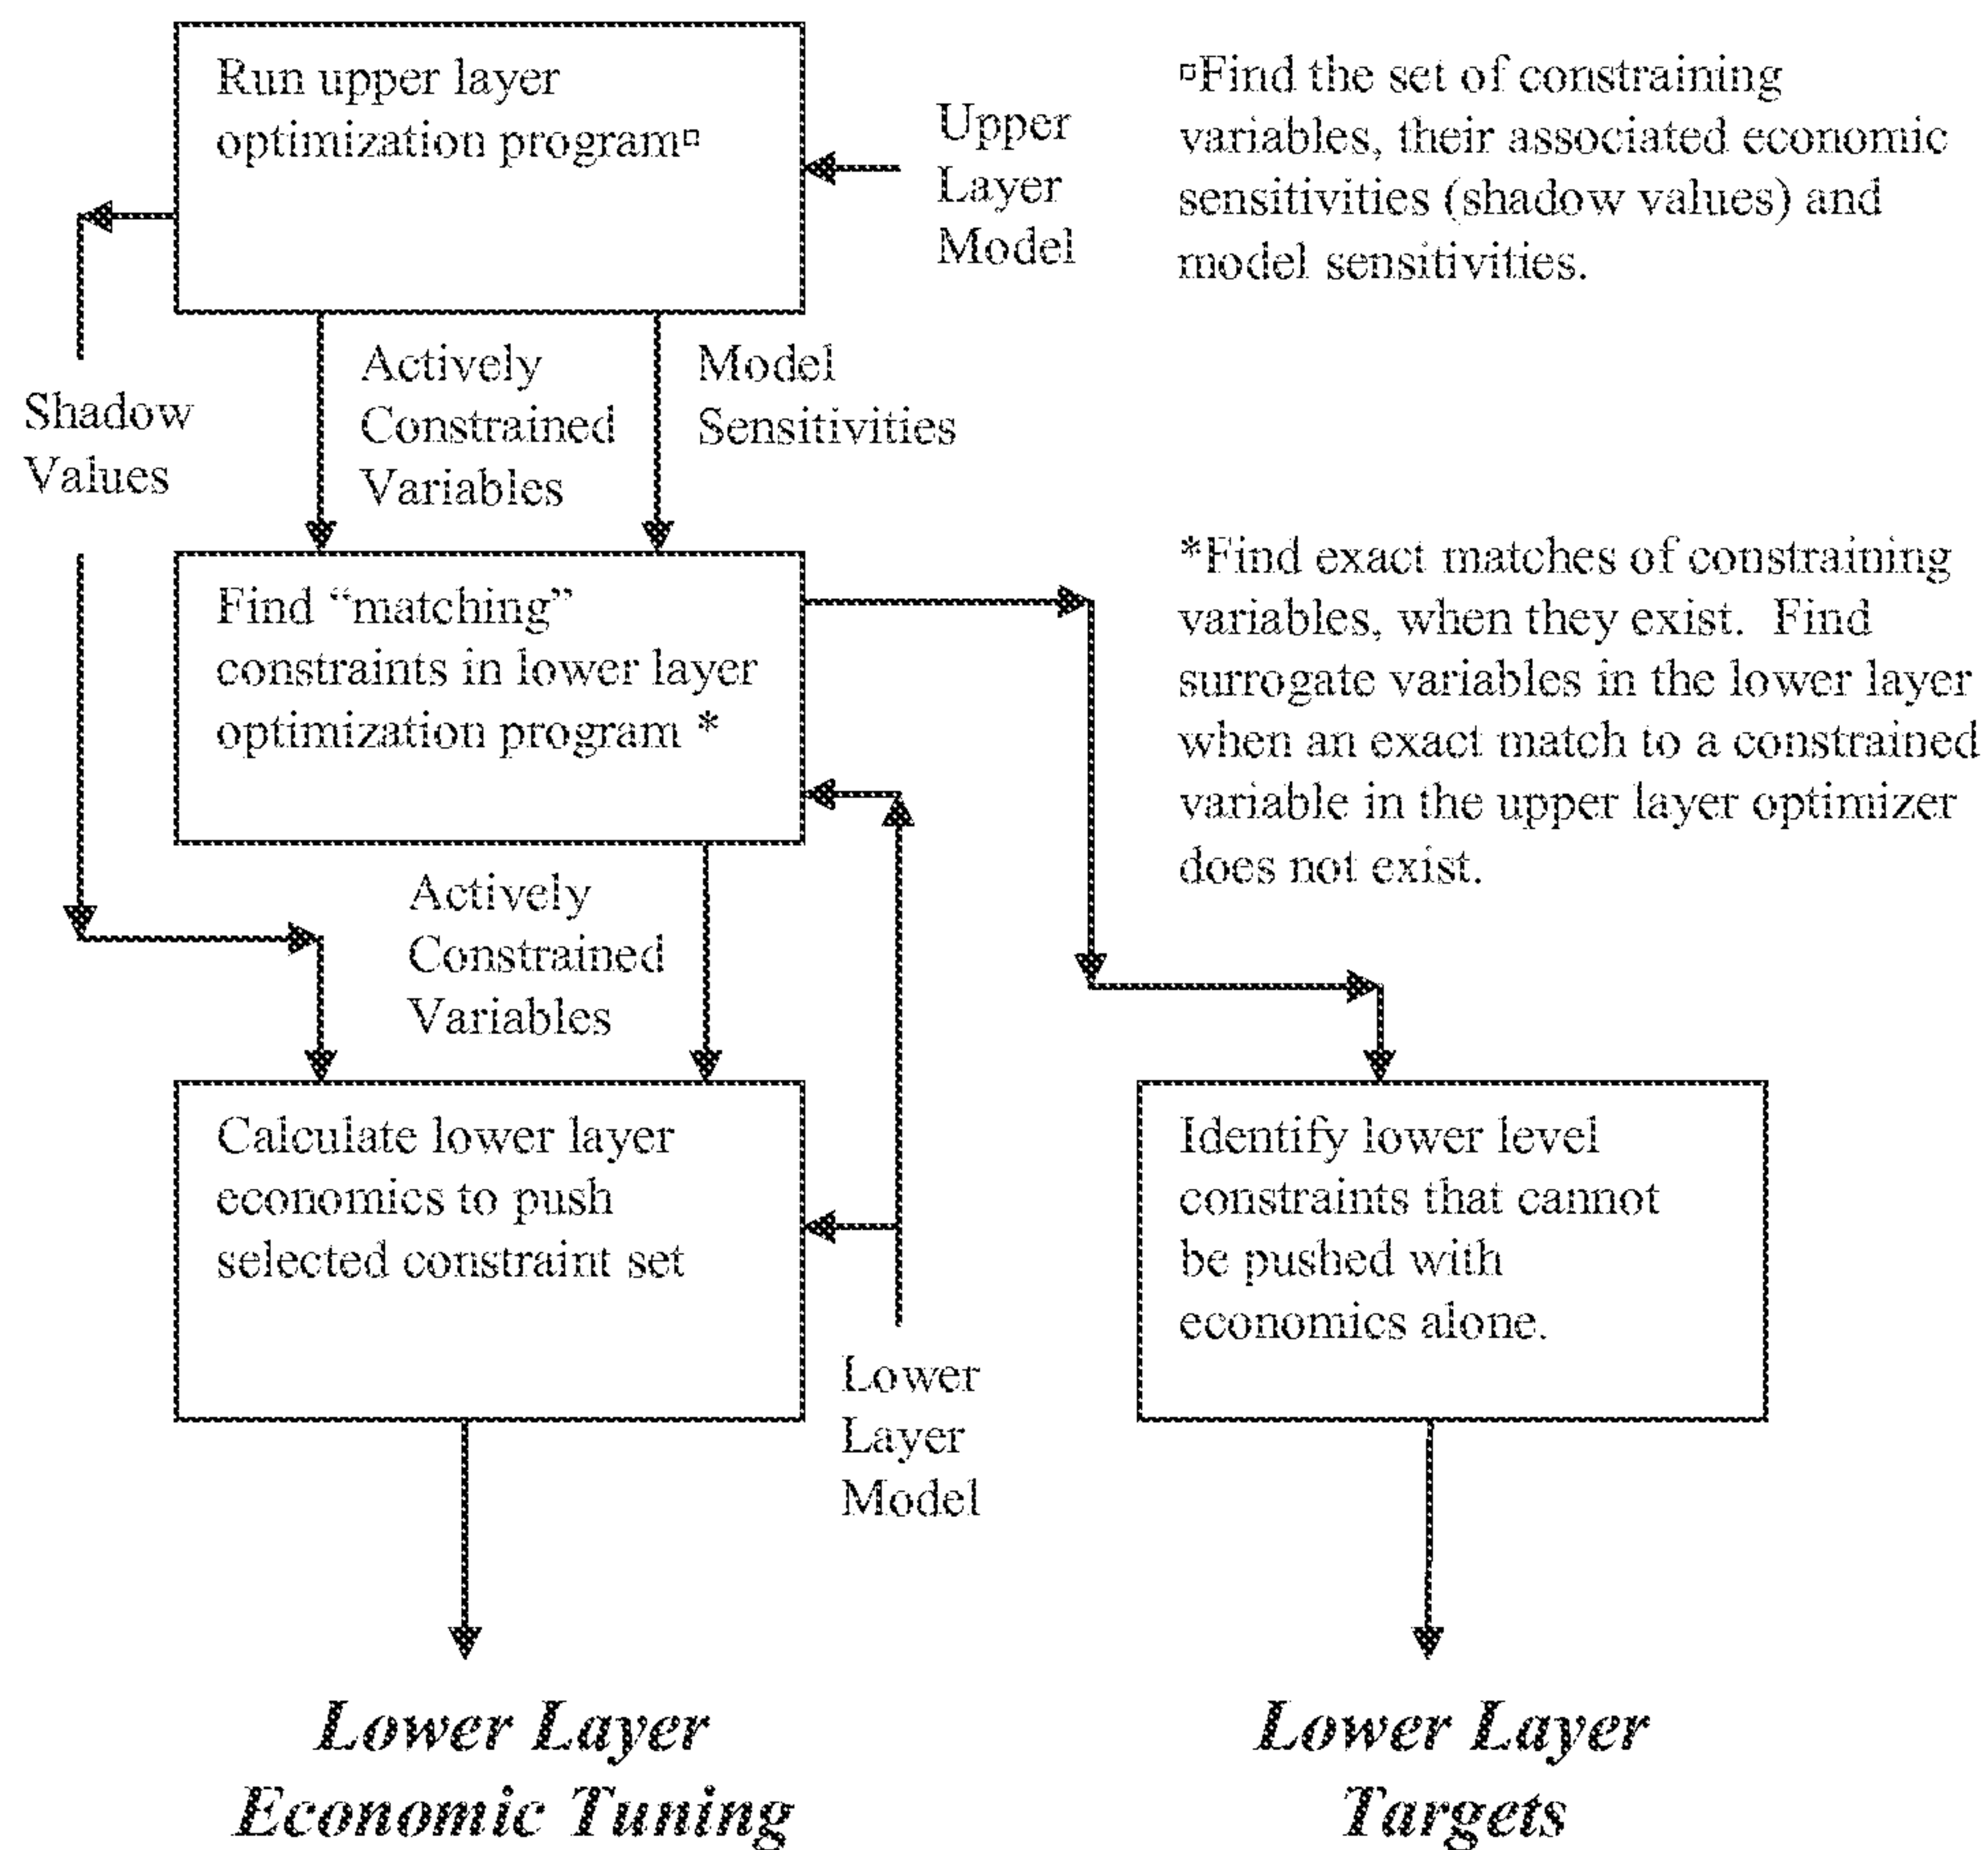 Run upper layer
optimization program¤
Upper
Layer
Model
¤Find the set of constraining
variables, their associated economic
sensitivities (shadow values) and
model sensitivities.
Shadow
Values
Actively
Constrained
Variables
Model
Sensitivities
Find “matching”
constraints in lower layer
optimization program *
*Find exact matches of constraining
variables, when they exist.  Find
surrogate variables in the lower layer
when an exact match to a constrained
variable in the upper layer optimizer
does not exist.
Actively
Constrained
Variables
Calculate lower layer
economics to push
selected constraint set
Identify lower level
constraints that cannot
be pushed with
economics alone.
Lower
Layer
Model
Lower Layer
Economic Tuning
Lower Layer
Targets